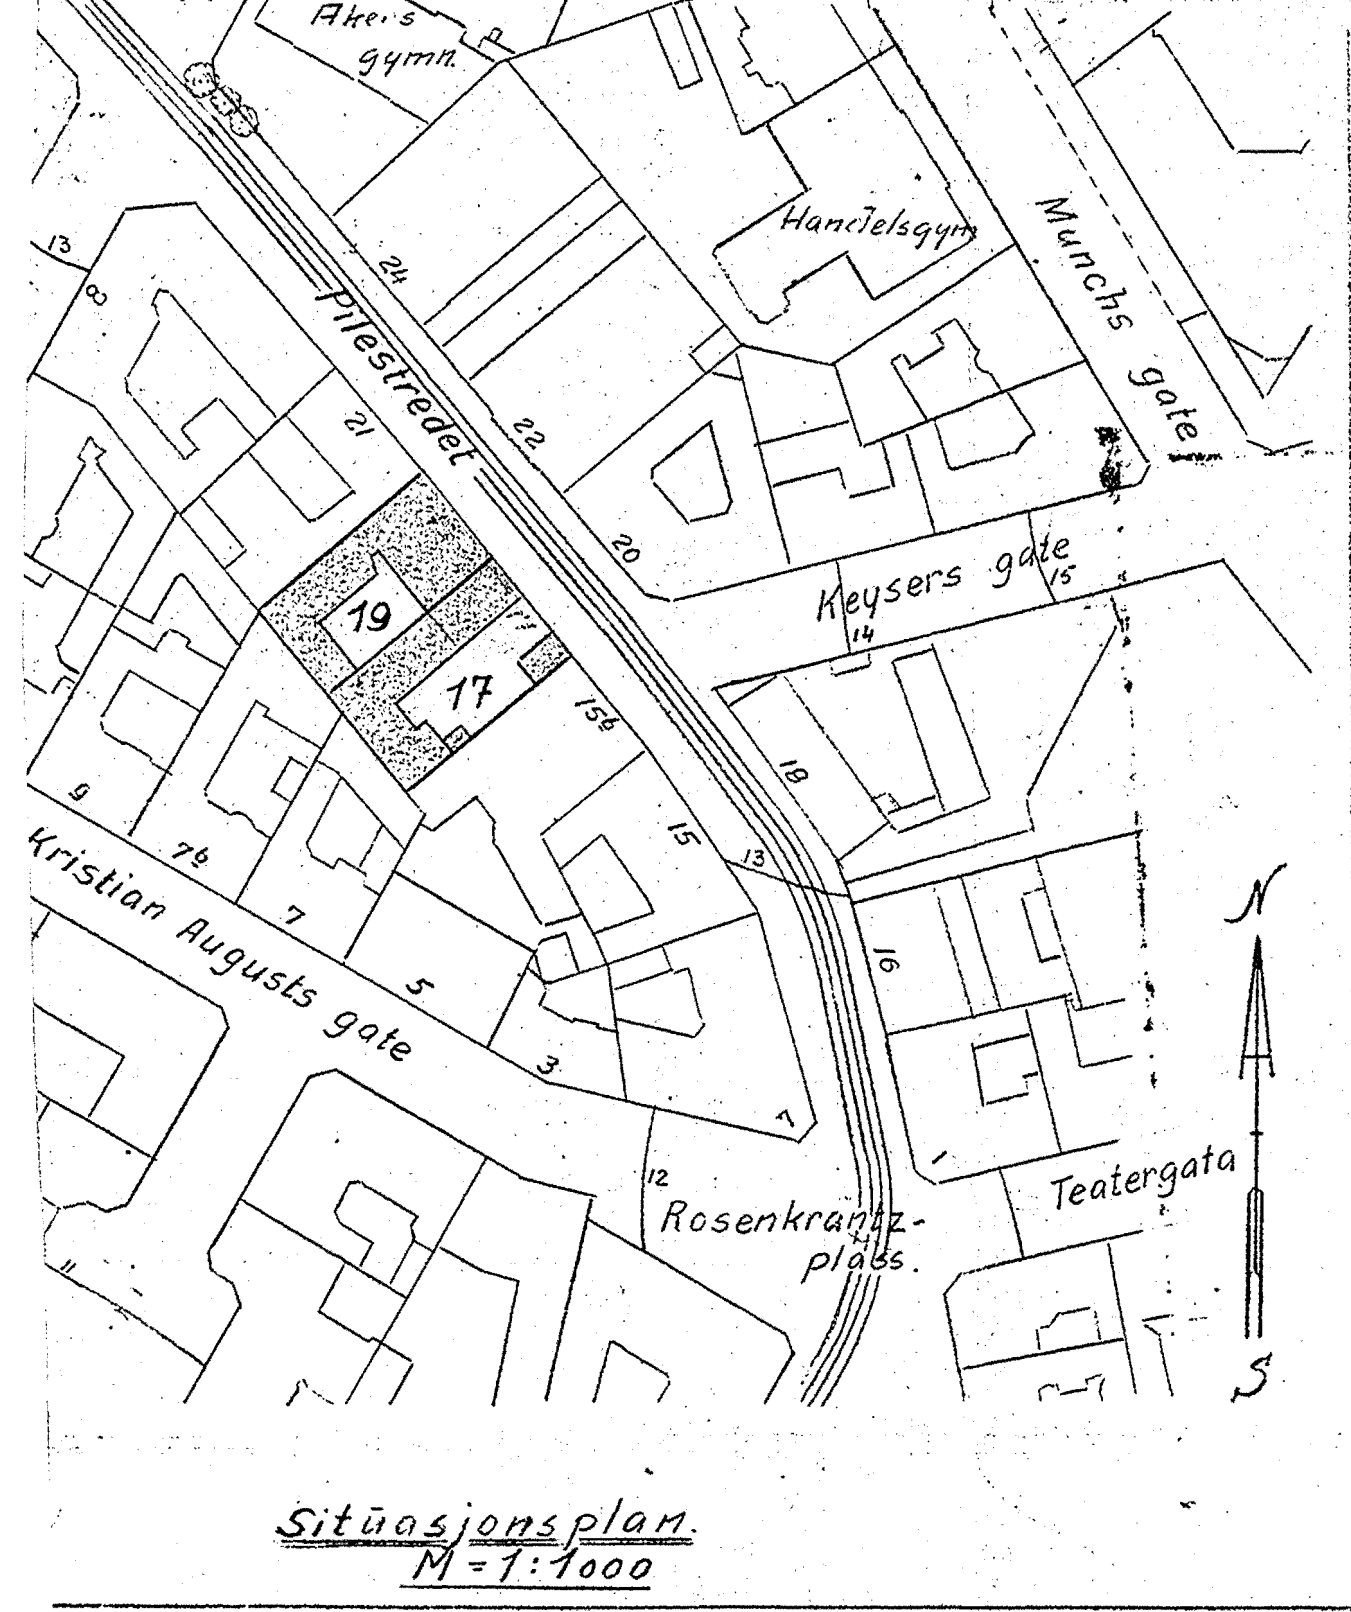 Akers
gymn.
Handelsgym
13
8
24
Pilestredet
Munchs gate
21
22
20
Keysers gate
15
14
19
17
15b
18
9
7b
7
5
3
15
13
16
Kristian Augusts gate
7
12
Rosenkrantz-
plass.
Teatergata
11
N
S
Sitūasjonsplan.
M = 1:1000